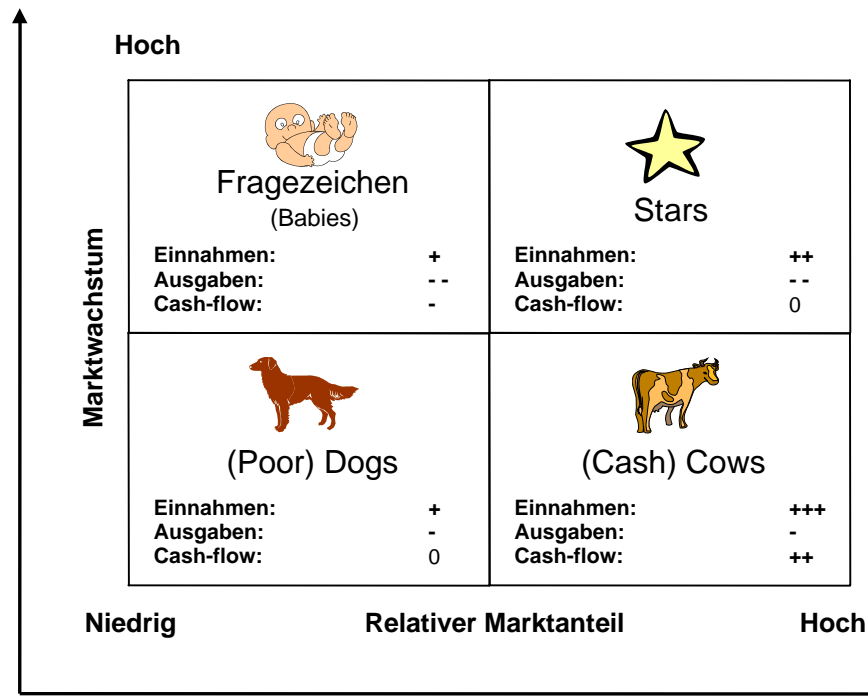 Hoch
Fragezeichen
(Babies)
Einnahmen: +
Ausgaben: - -
Cash-flow: -
Stars
Einnahmen: ++
Ausgaben: - -
Cash-flow: 0
Marktwachstum
(Poor) Dogs
Einnahmen: +
Ausgaben: -
Cash-flow: 0
(Cash) Cows
Einnahmen: +++
Ausgaben: -
Cash-flow: ++
Niedrig Relativer Marktanteil Hoch